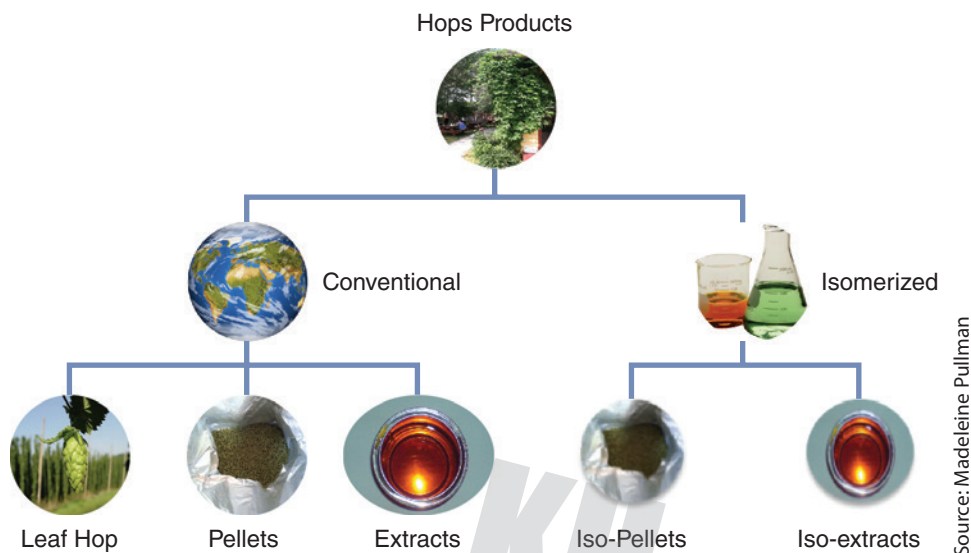 Hops Products
Conventional
Isomerized
Leaf Hop
Pellets
Extracts
Iso-Pellets
Iso-extracts
Source: Madeleine Pullman